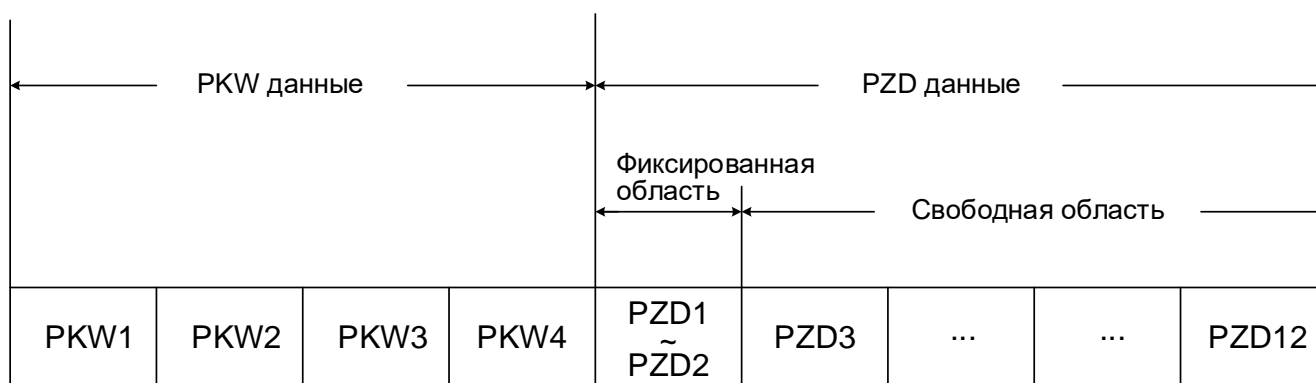 PKW данные
PZD данные
Фиксированная
область
Свободная область
PKW1
PKW2
PKW3
PKW4
PZD1
~
PZD2
PZD3
...
...
PZD12